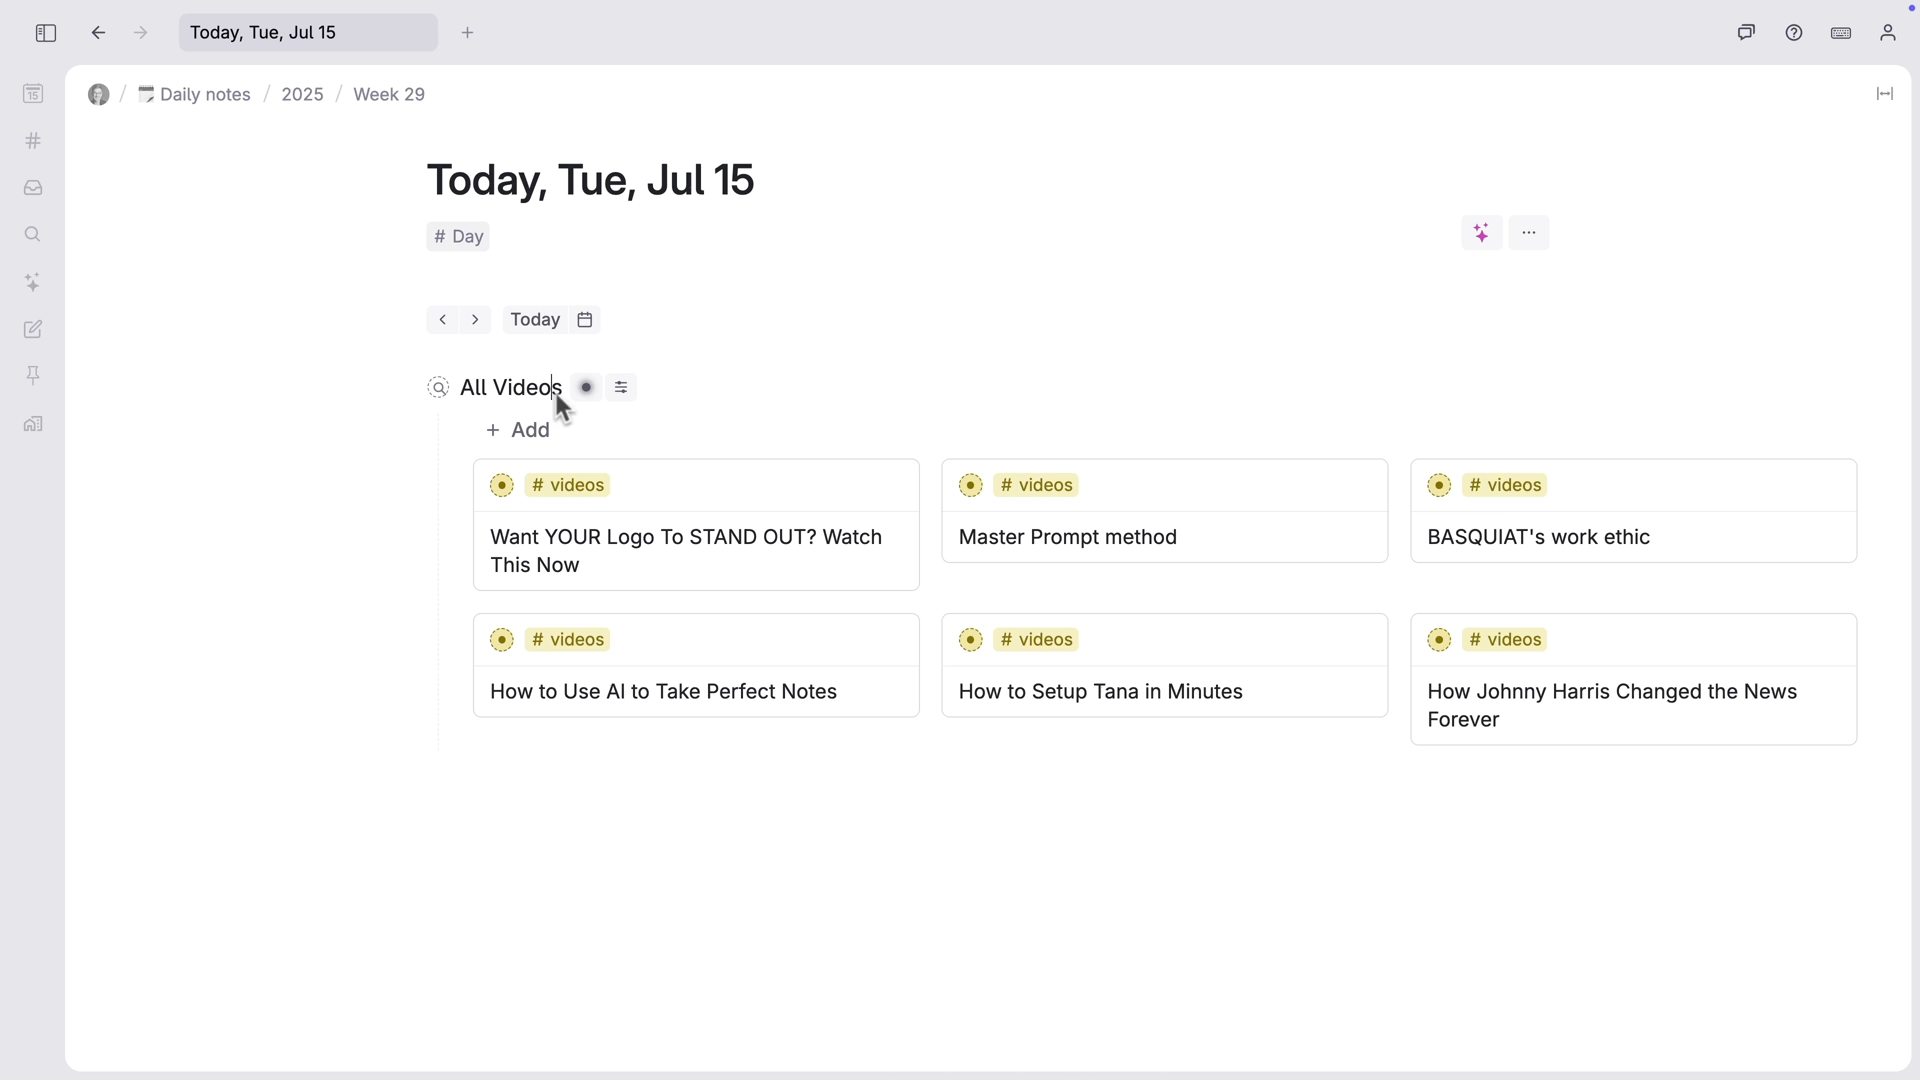 Today, Tue, Jul 15
15
/ Daily notes / 2025 / Week 29
Today, Tue, Jul 15
# Day
Today
All Videos
+ Add
# videos
Want YOUR Logo To STAND OUT? Watch
This Now
# videos
Master Prompt method
# videos
BASQUIAT's work ethic
# videos
How to Use AI to Take Perfect Notes
# videos
How to Setup Tana in Minutes
# videos
How Johnny Harris Changed the News
Forever